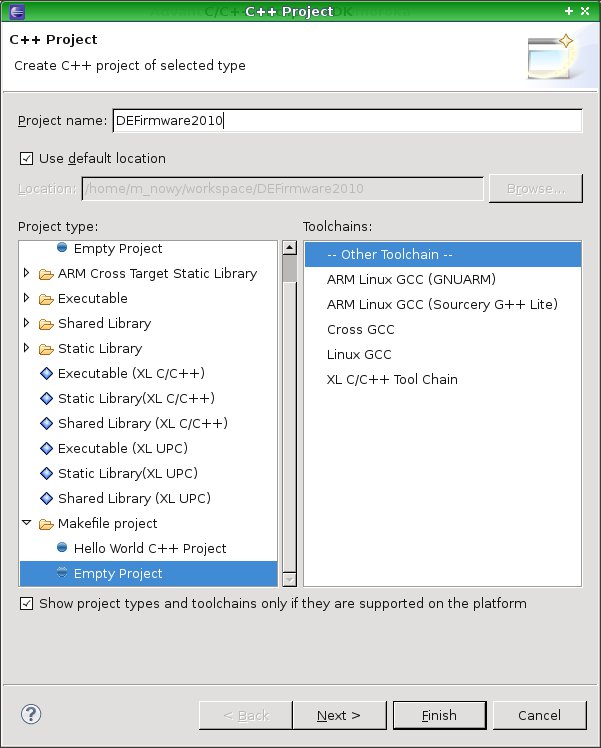 C++ Project
C++ Project
Create C++ project of selected type
Project name: DEFirmware2010
Use default location
Location: /home/m_nowy/workspace/DEFirmware2010 Browse...
Project type: Toolchains:
Empty Project
ARM Cross Target Static Library
Executable
Shared Library
Static Library
Executable (XL C/C++)
Static Library(XL C/C++)
Shared Library (XL C/C++)
Executable (XL UPC)
Static Library(XL UPC)
Shared Library (XL UPC)
Makefile project
Hello World C++ Project
Empty Project
-- Other Toolchain --
ARM Linux GCC (GNUARM)
ARM Linux GCC (Sourcery G++ Lite)
Cross GCC
Linux GCC
XL C/C++ Tool Chain
Show project types and toolchains only if they are supported on the platform
< Back Next > Finish Cancel